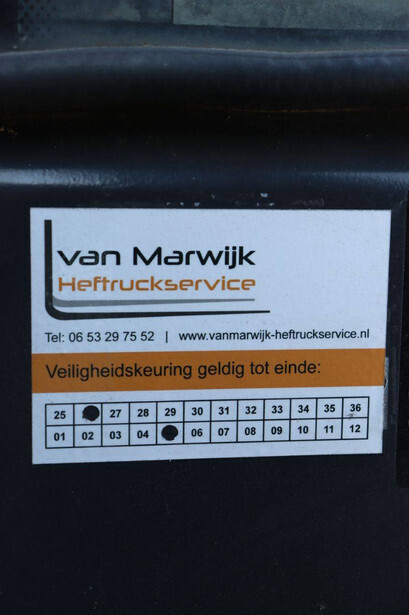 van Marwijk
Heftruckservice
Tel: 06 53 29 75 52 | www.vanmarwijk-heftruckservice.nl
Veiligheidskeuring geldig tot einde:
25 27 28 29 30 31 32 33 34 35 36
01 02 03 04 06 07 08 09 10 11 12